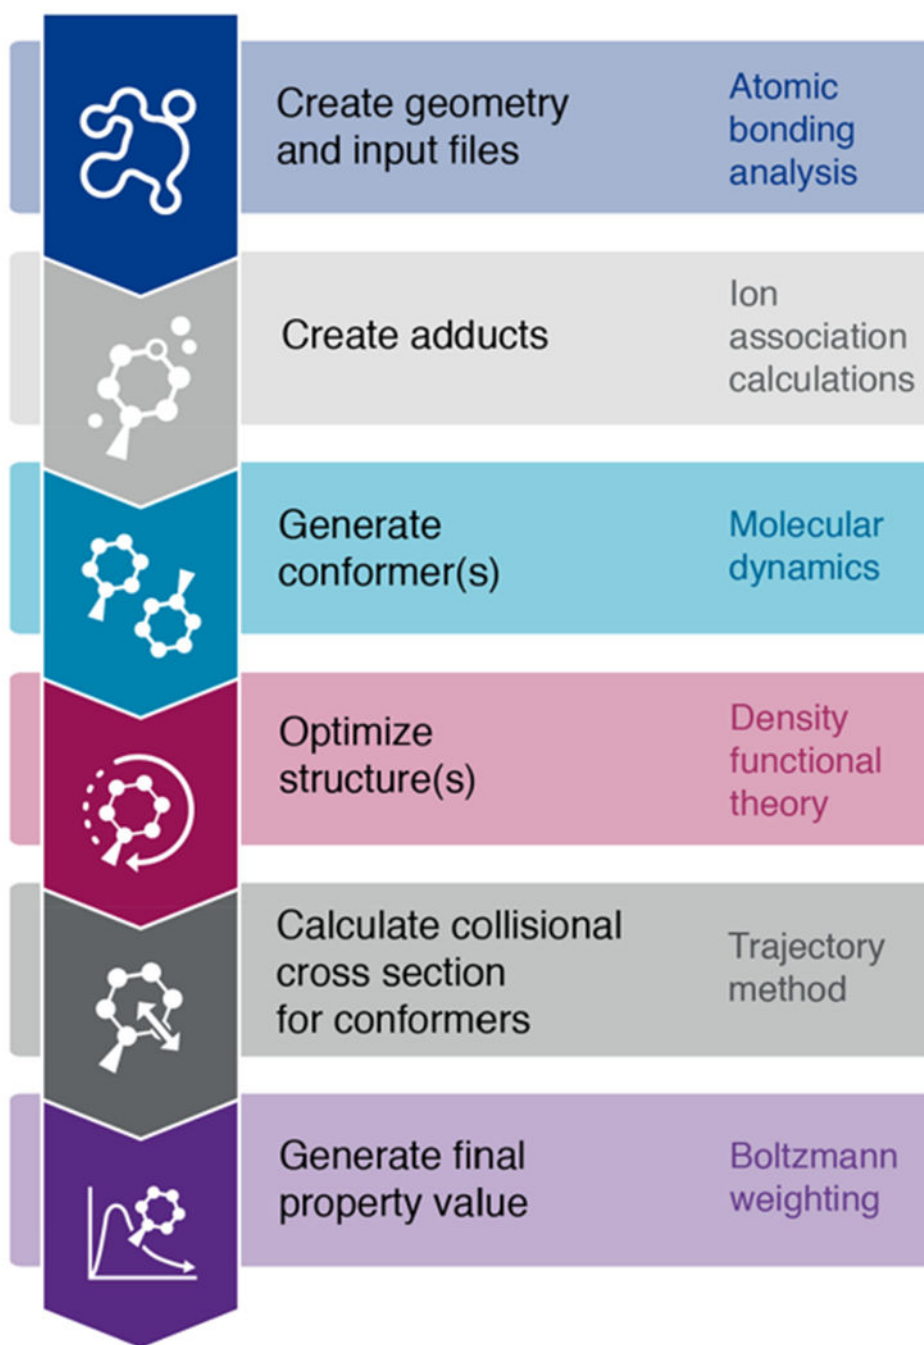 Create geometry
and input files
Atomic
bonding
analysis
Create adducts
Ion
association
calculations
Generate
conformer(s)
Molecular
dynamics
Optimize
structure(s)
Density
functional
theory
Calculate collisional
cross section
for conformers
Trajectory
method
Generate final
property value
Boltzmann
weighting